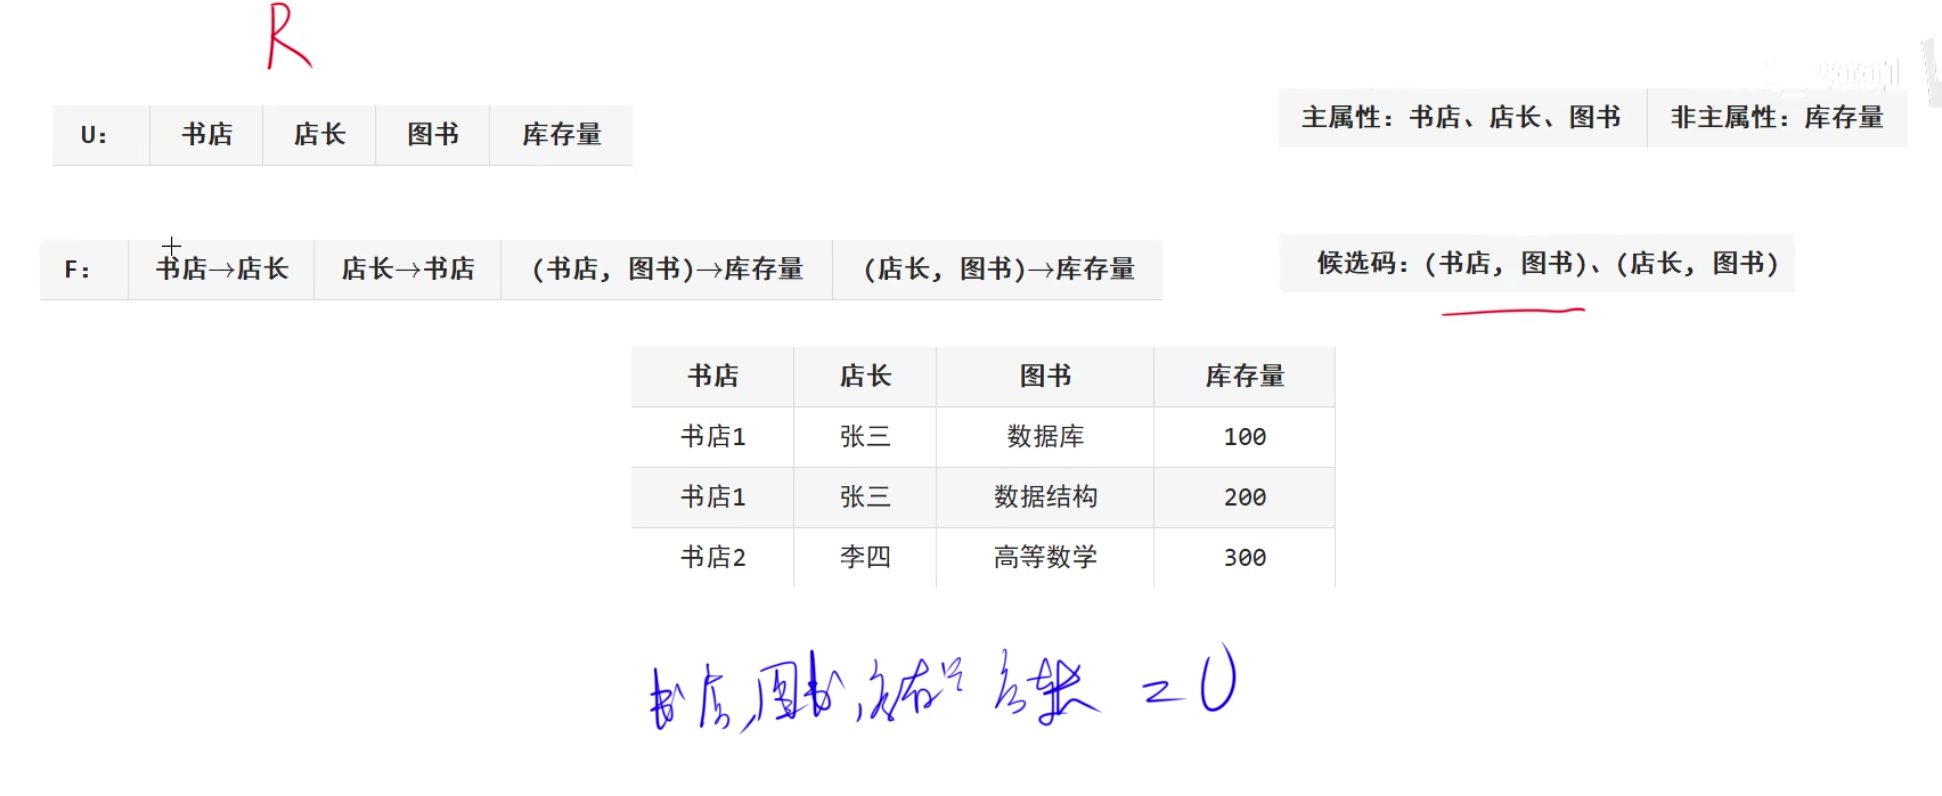 R
U： 书店 店长 图书 库存量
主属性：书店、店长、图书 非主属性：库存量
F： 书店→店长 店长→书店 (书店，图书)→库存量 (店长，图书)→库存量
候选码：(书店，图书)、(店长，图书)
书店 店长 图书 库存量
书店1 张三 数据库 100
书店1 张三 数据结构 200
书店2 李四 高等数学 300
书店,图书,库存量 店长 = U